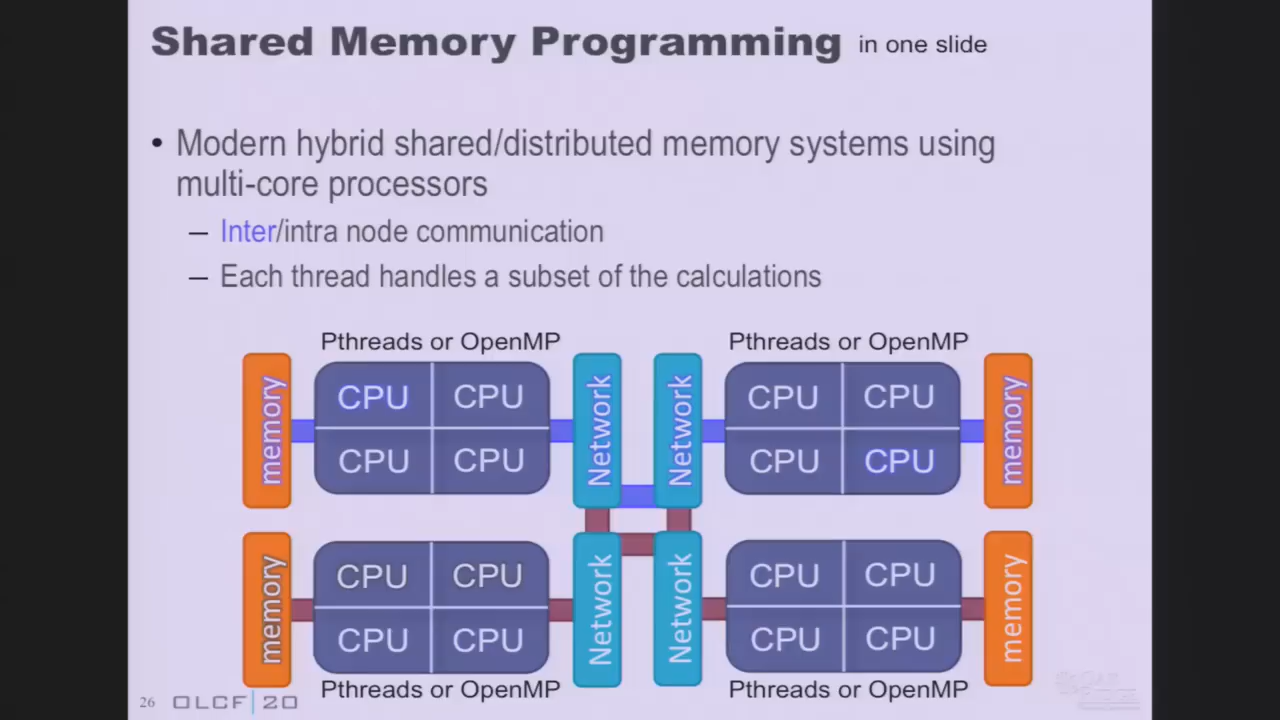 Shared Memory Programming in one slide
• Modern hybrid shared/distributed memory systems using
multi-core processors
– Inter/intra node communication
– Each thread handles a subset of the calculations
Pthreads or OpenMP
Pthreads or OpenMP
memory
CPU CPU
CPU CPU
Network
Network
CPU CPU
CPU CPU
memory
memory
CPU CPU
CPU CPU
Network
Network
CPU CPU
CPU CPU
memory
Pthreads or OpenMP
Pthreads or OpenMP
26 OLCF|20